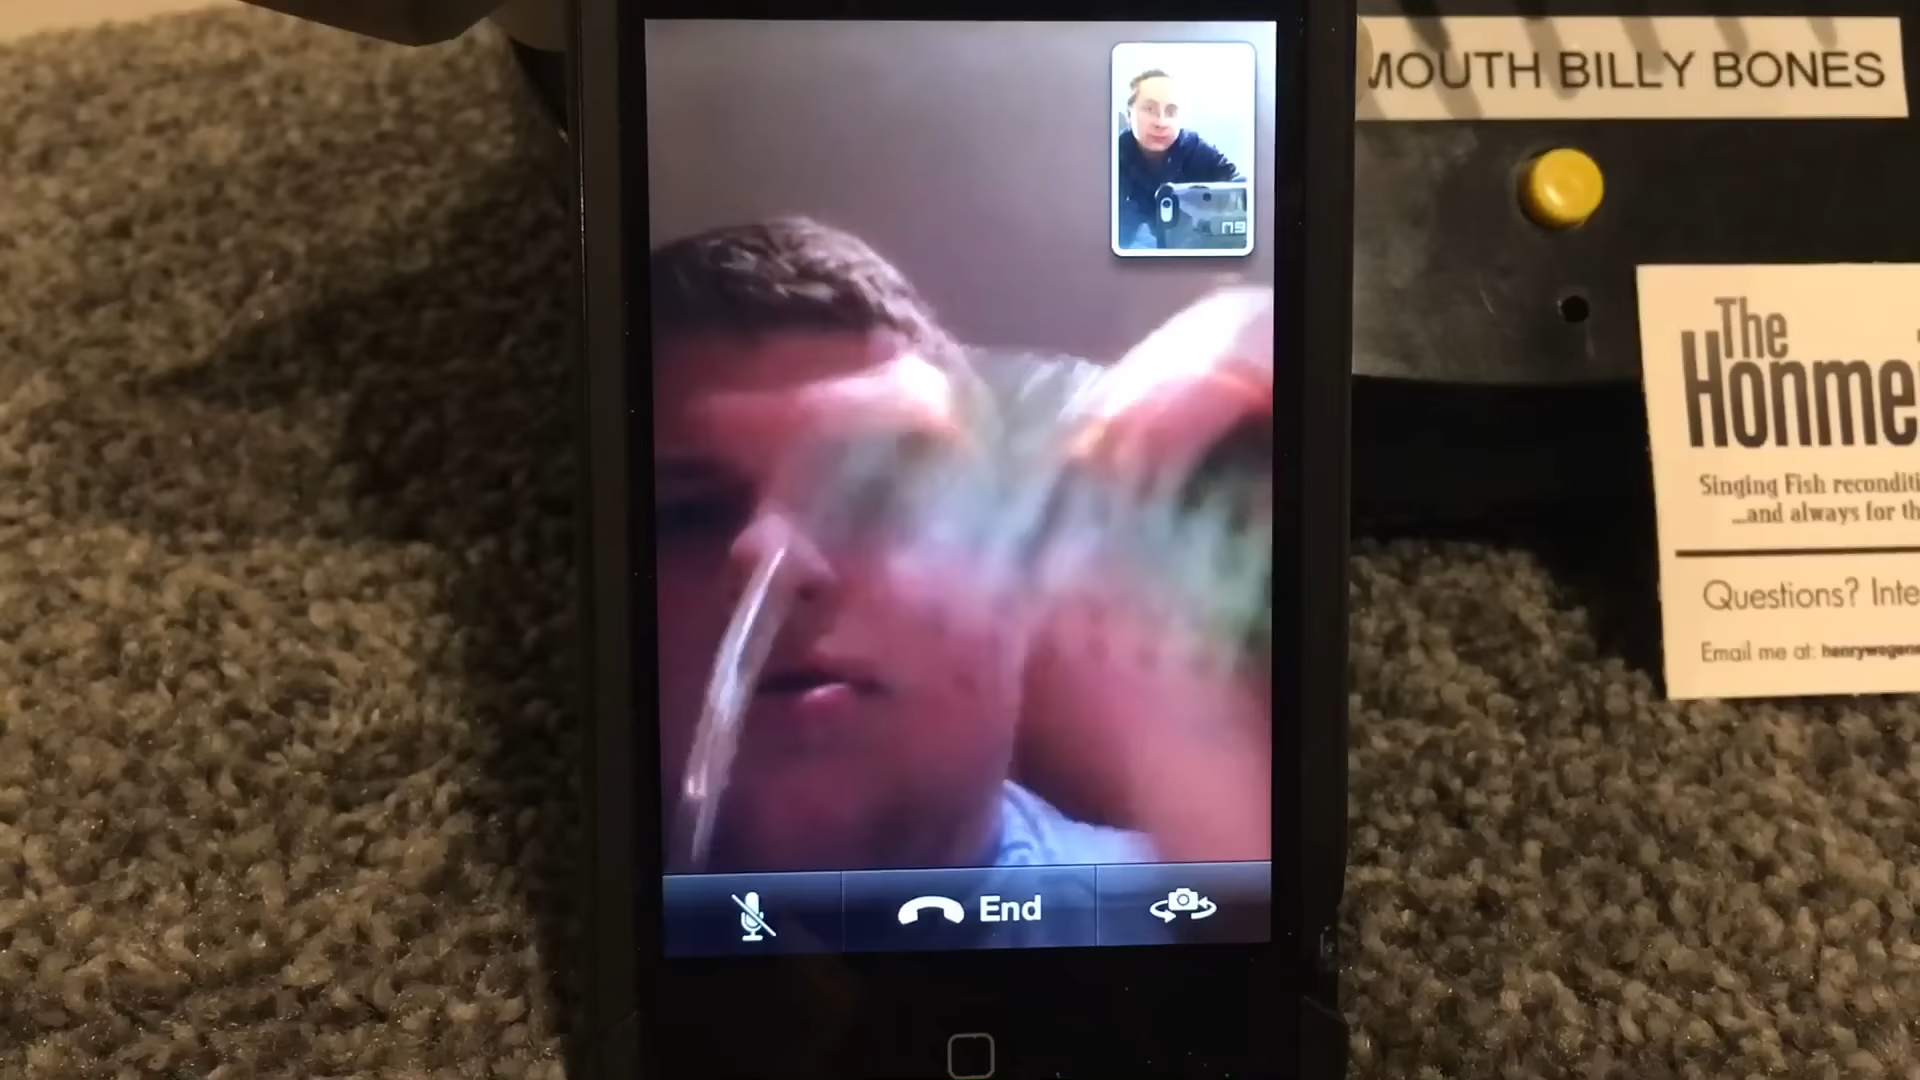 MOUTH BILLY BONES
The
Honme
Singing Fish reconditi
...and always for th
Questions? Inte
Email me at:
End